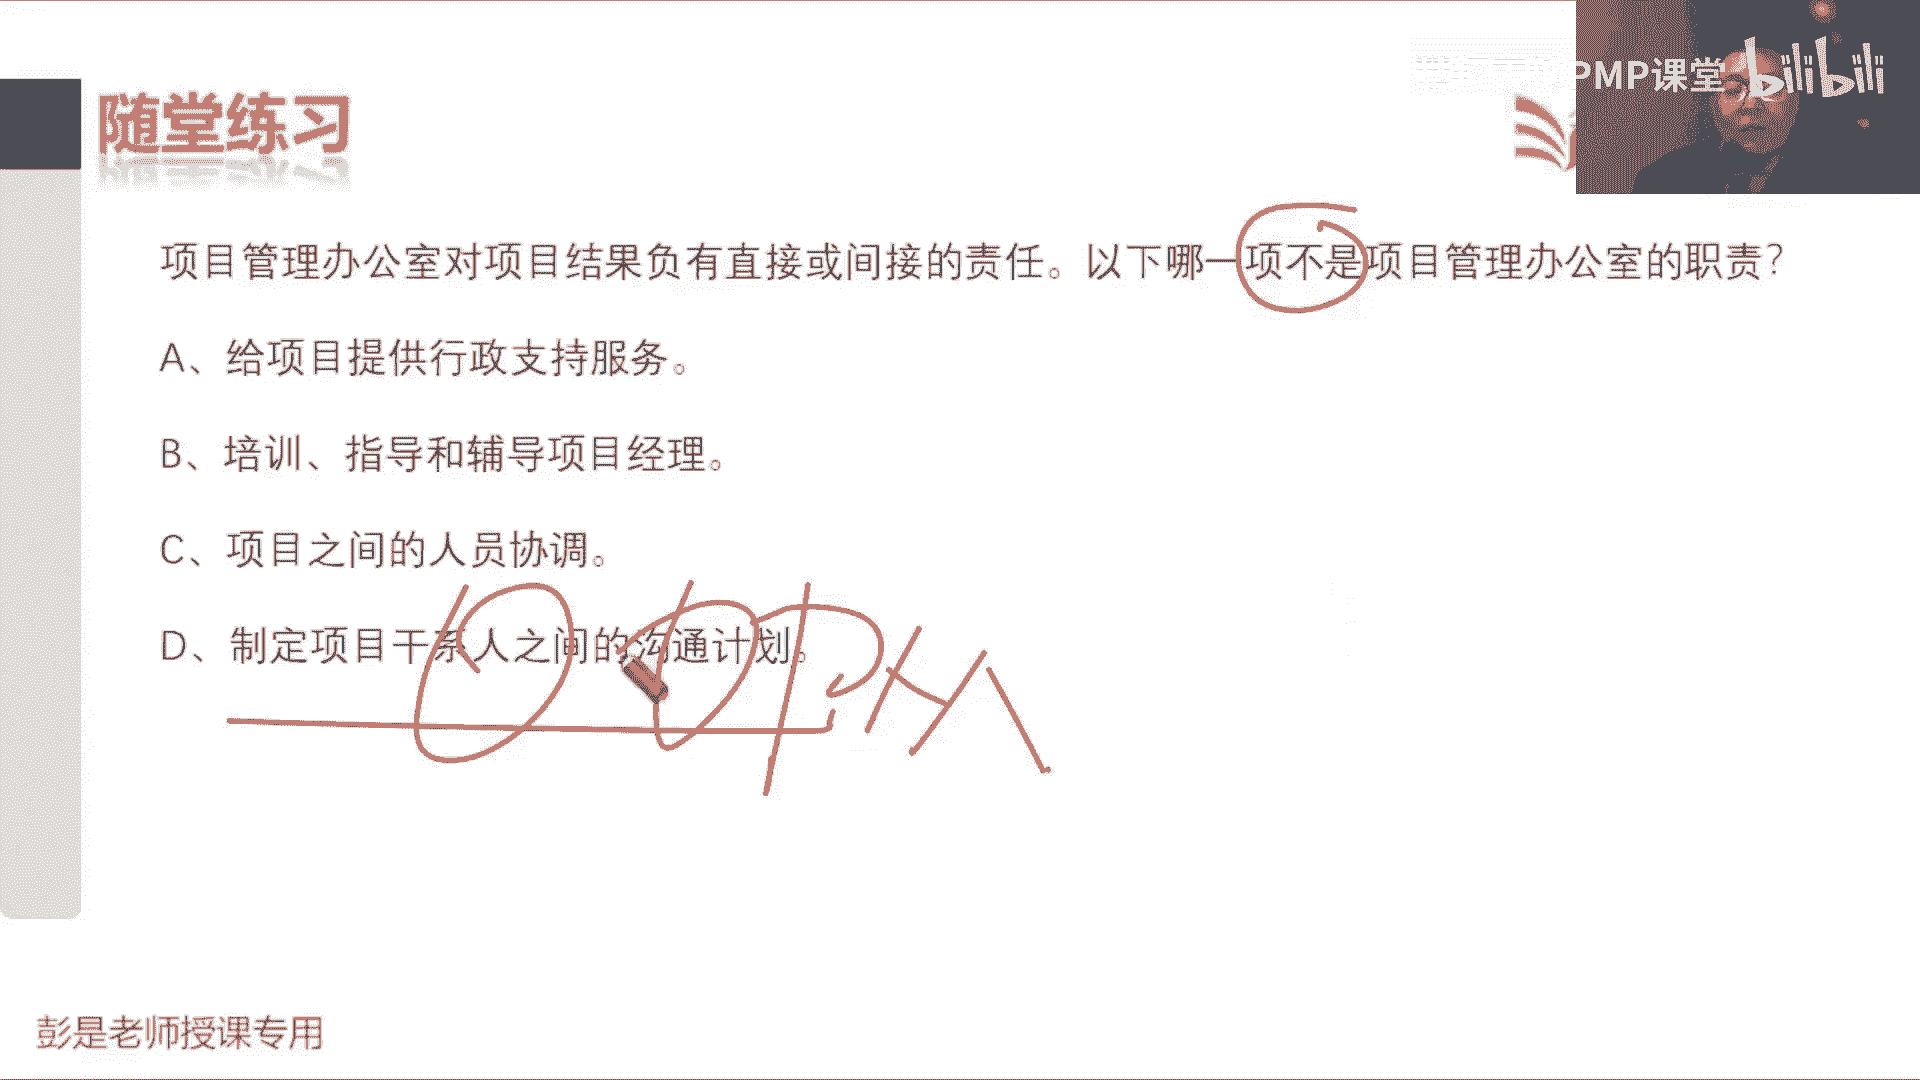 PMP课堂 bilibili
随堂练习
项目管理办公室对项目结果负有直接或间接的责任。以下哪一项不是项目管理办公室的职责?
A、给项目提供行政支持服务。
B、培训、指导和辅导项目经理。
C、项目之间的人员协调。
D、制定项目干系人之间的沟通计划。
彭是老师授课专用